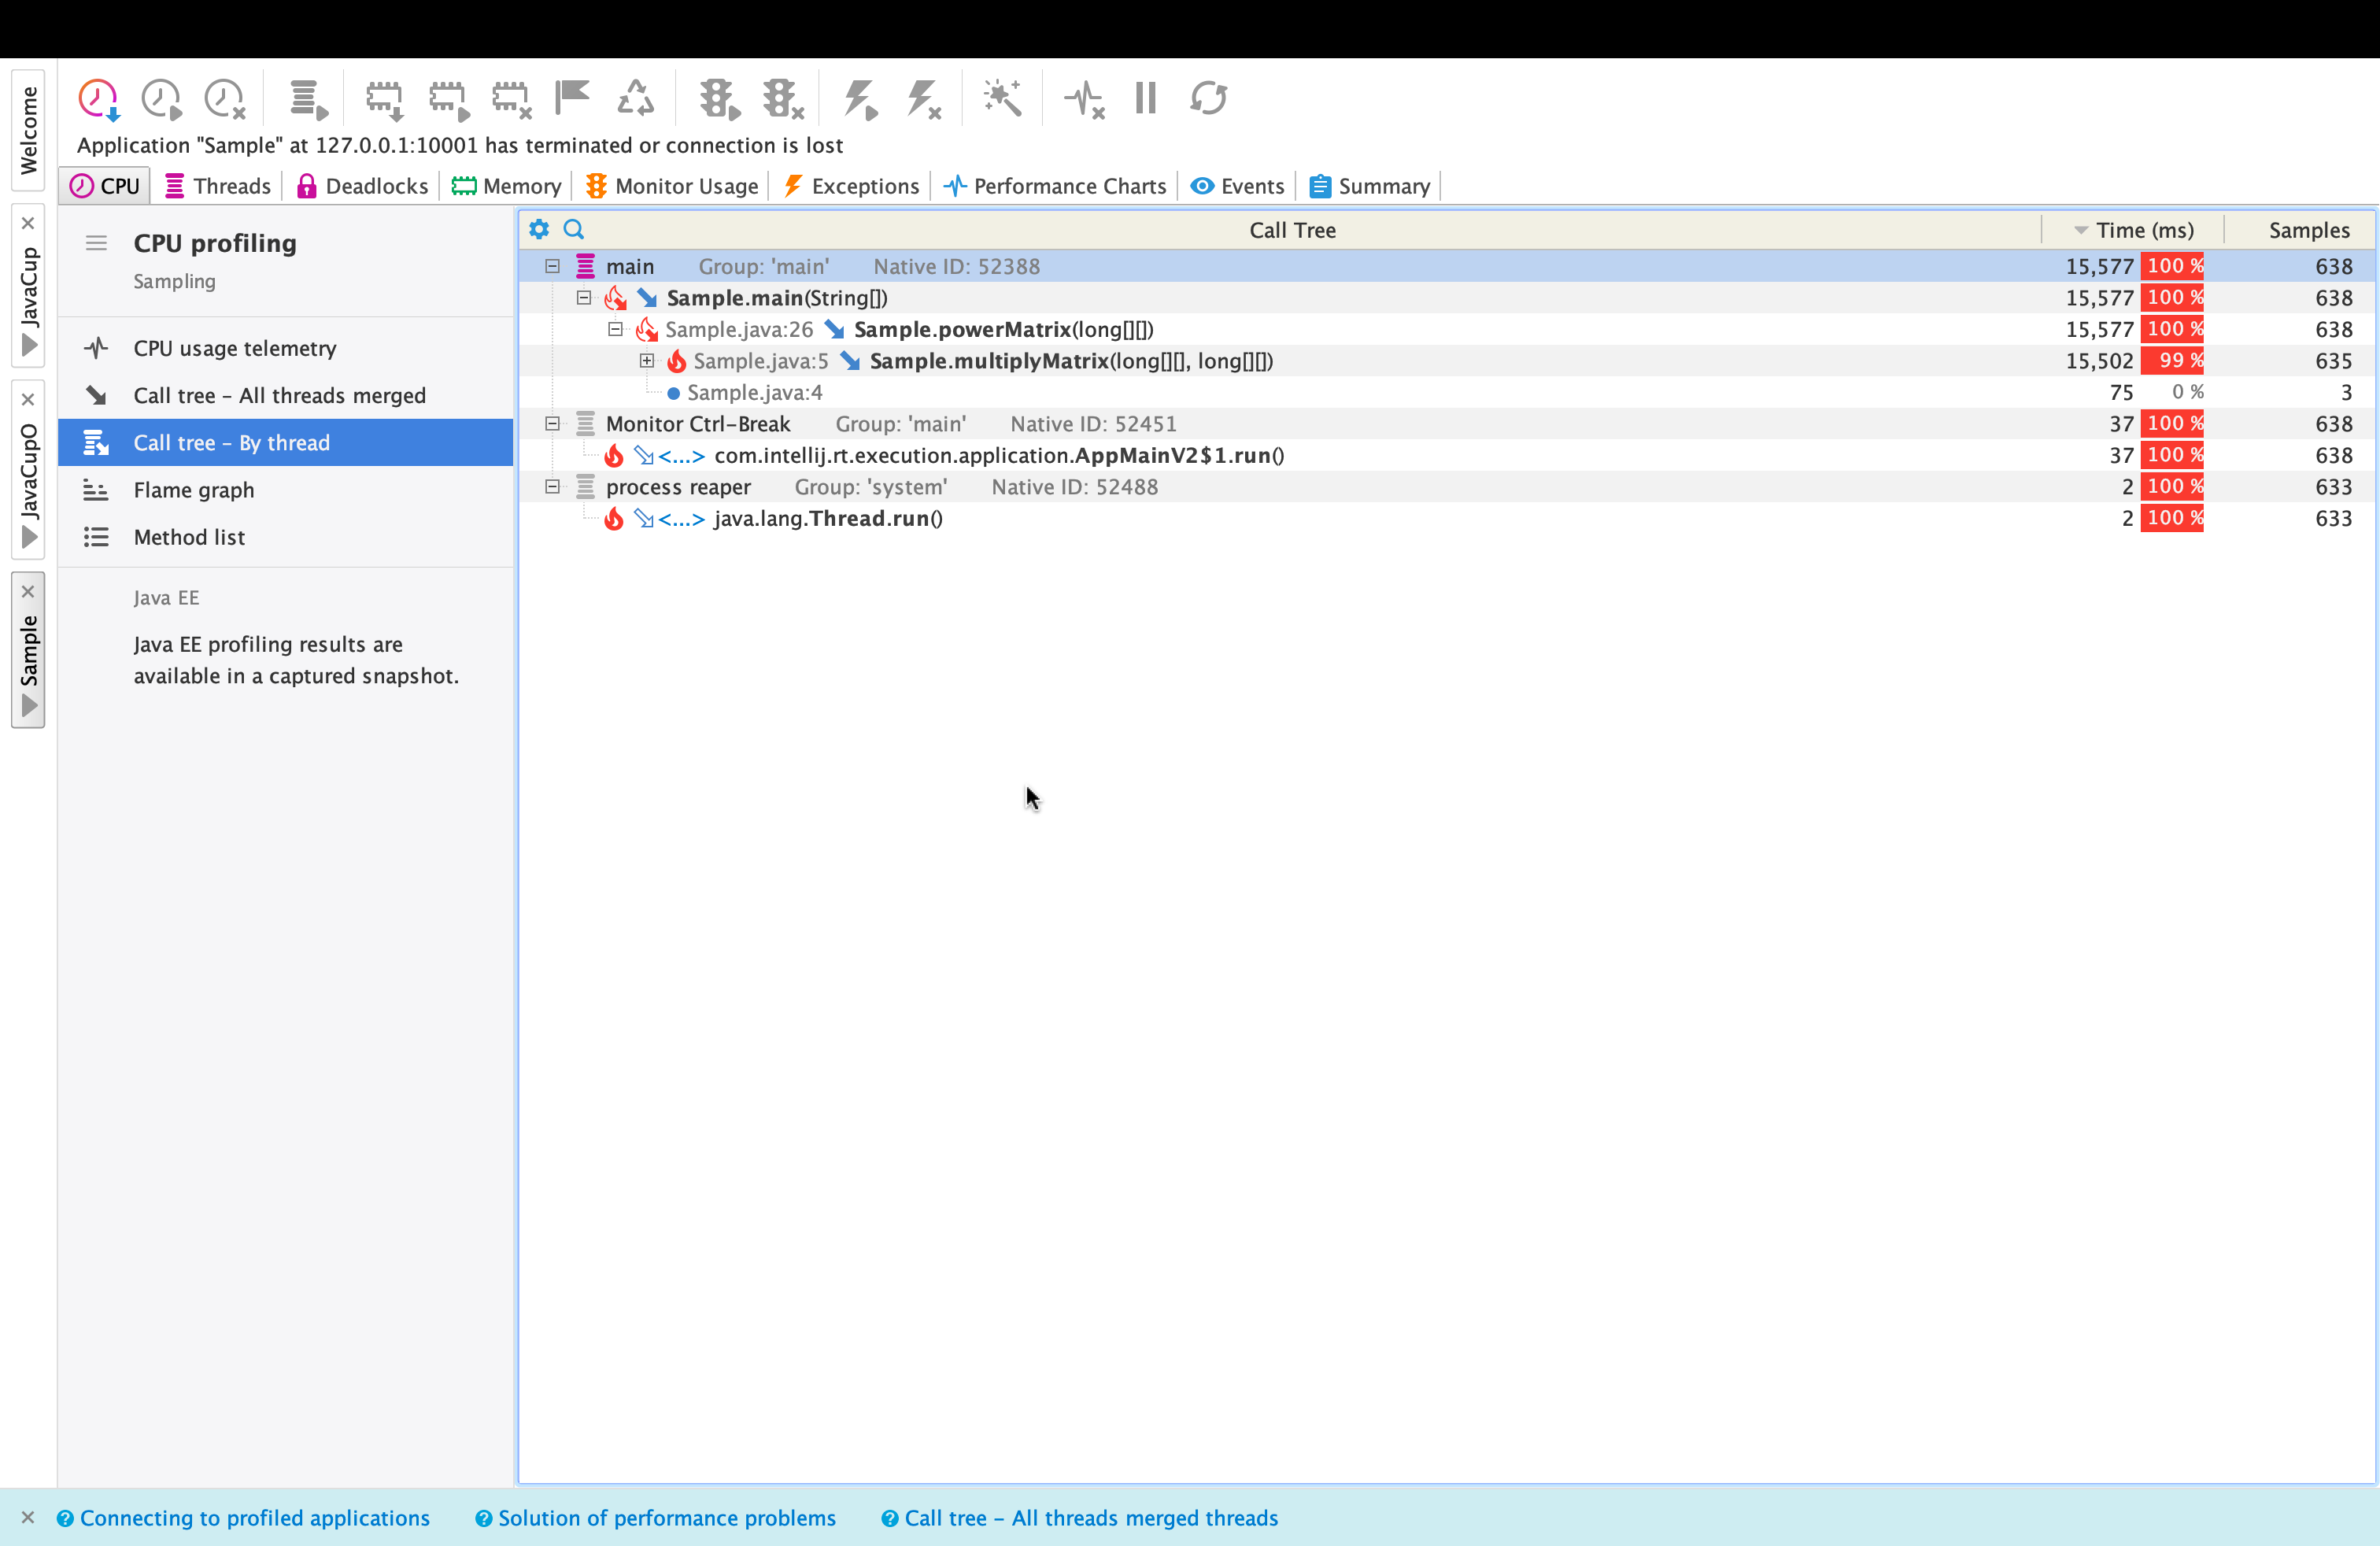 Welcome
JavaCup
JavaCupO
Sample
Application "Sample" at 127.0.0.1:10001 has terminated or connection is lost
CPU Threads Deadlocks Memory Monitor Usage Exceptions Performance Charts Events Summary
CPU profiling
Sampling
CPU usage telemetry
Call tree – All threads merged
Call tree – By thread
Flame graph
Method list
Java EE
Java EE profiling results are
available in a captured snapshot.
Call Tree Time (ms) Samples
main Group: 'main' Native ID: 52388 15,577 100 % 638
Sample.main(String[]) 15,577 100 % 638
Sample.java:26 Sample.powerMatrix(long[][]) 15,577 100 % 638
Sample.java:5 Sample.multiplyMatrix(long[][], long[][]) 15,502 99 % 635
Sample.java:4 75 0 % 3
Monitor Ctrl-Break Group: 'main' Native ID: 52451 37 100 % 638
<...> com.intellij.rt.execution.application.AppMainV2$1.run() 37 100 % 638
process reaper Group: 'system' Native ID: 52488 2 100 % 633
<...> java.lang.Thread.run() 2 100 % 633
Connecting to profiled applications Solution of performance problems Call tree – All threads merged threads